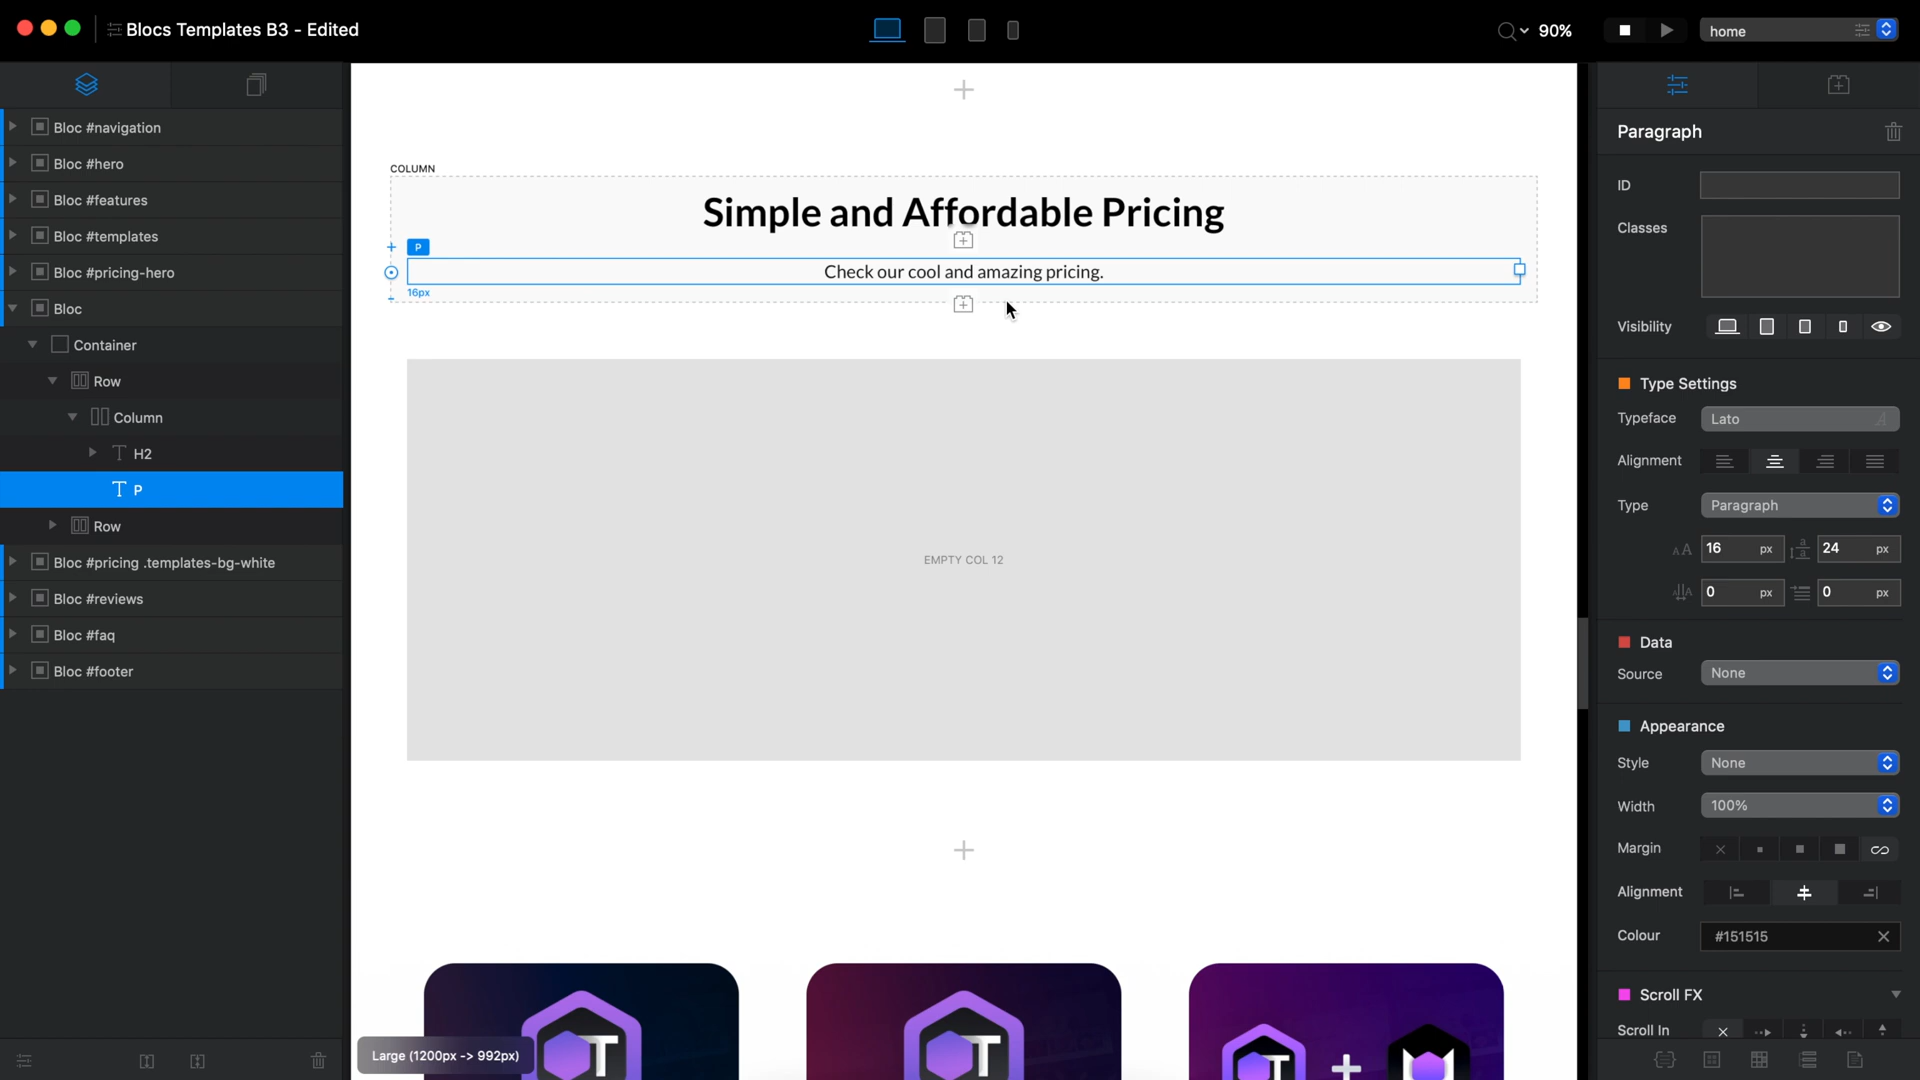 Blocs Templates B3 - Edited
90%
home
Bloc #navigation
Bloc #hero
Bloc #features
Bloc #templates
Bloc #pricing-hero
Bloc
Container
Row
Column
H2
P
Row
Bloc #pricing .templates-bg-white
Bloc #reviews
Bloc #faq
Bloc #footer
COLUMN
Simple and Affordable Pricing
P
Check our cool and amazing pricing.
16px
EMPTY COL 12
T
T
T
Large (1200px -> 992px)
Paragraph
ID
Classes
Visibility
Type Settings
Typeface Lato
Alignment
Type Paragraph
16 px 24 px
0 px 0 px
Data
Source None
Appearance
Style None
Width 100%
Margin
Alignment
Colour #151515
Scroll FX
Scroll In